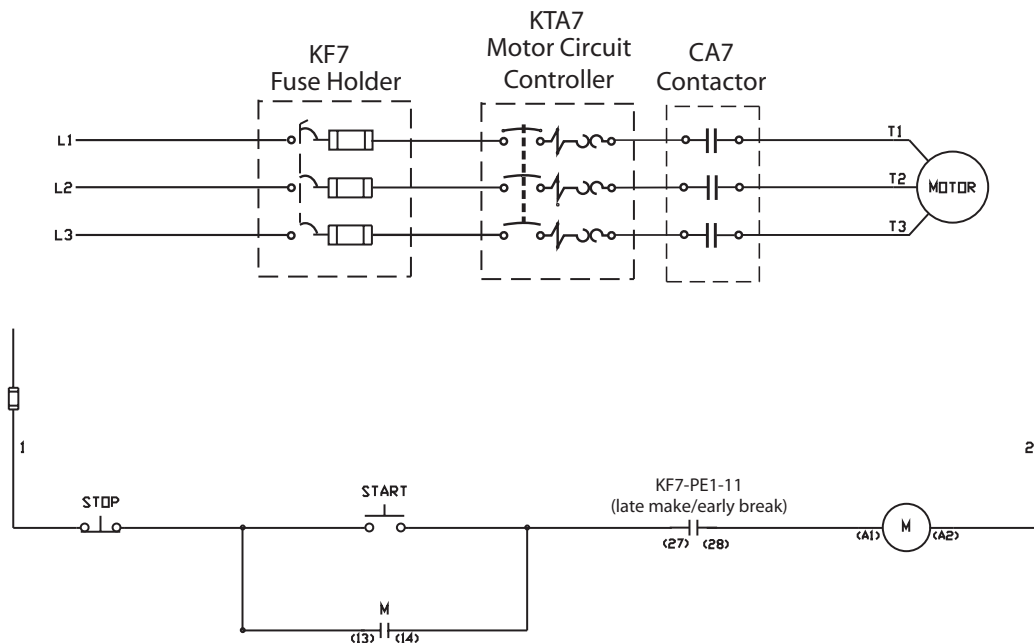 KF7
Fuse Holder
KTA7
Motor Circuit
Controller
CA7
Contactor
L1
T1
L2
T2
MOTOR
L3
T3
1
2
STOP
START
KF7-PE1-11
(late make/early break)
(27) (28)
(A1) M (A2)
M
(13) (14)